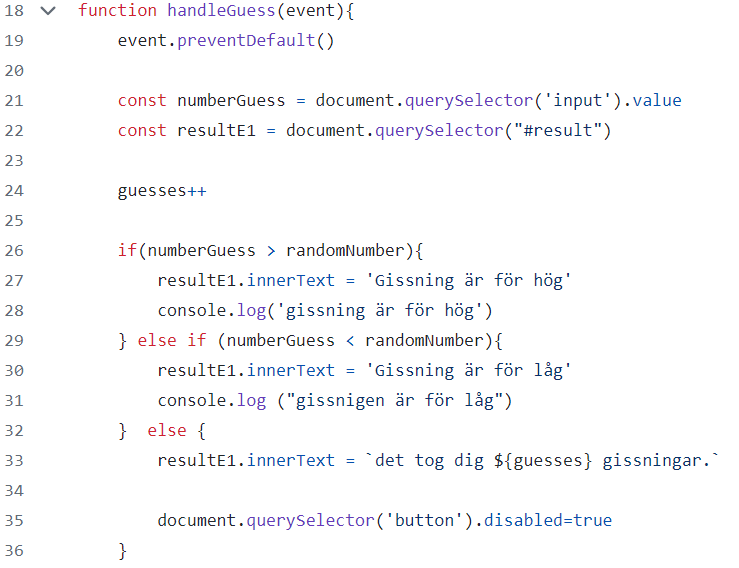 18 function handleGuess(event){
19 event.preventDefault()
20
21 const numberGuess = document.querySelector('input').value
22 const resultE1 = document.querySelector("#result")
23
24 guesses++
25
26 if(numberGuess > randomNumber){
27 resultE1.innerText = 'Gissning är för hög'
28 console.log('gissning är för hög')
29 } else if (numberGuess < randomNumber){
30 resultE1.innerText = 'Gissning är för låg'
31 console.log ("gissnigen är för låg")
32 }  else {
33 resultE1.innerText = `det tog dig ${guesses} gissningar.`
34
35 document.querySelector('button').disabled=true
36 }